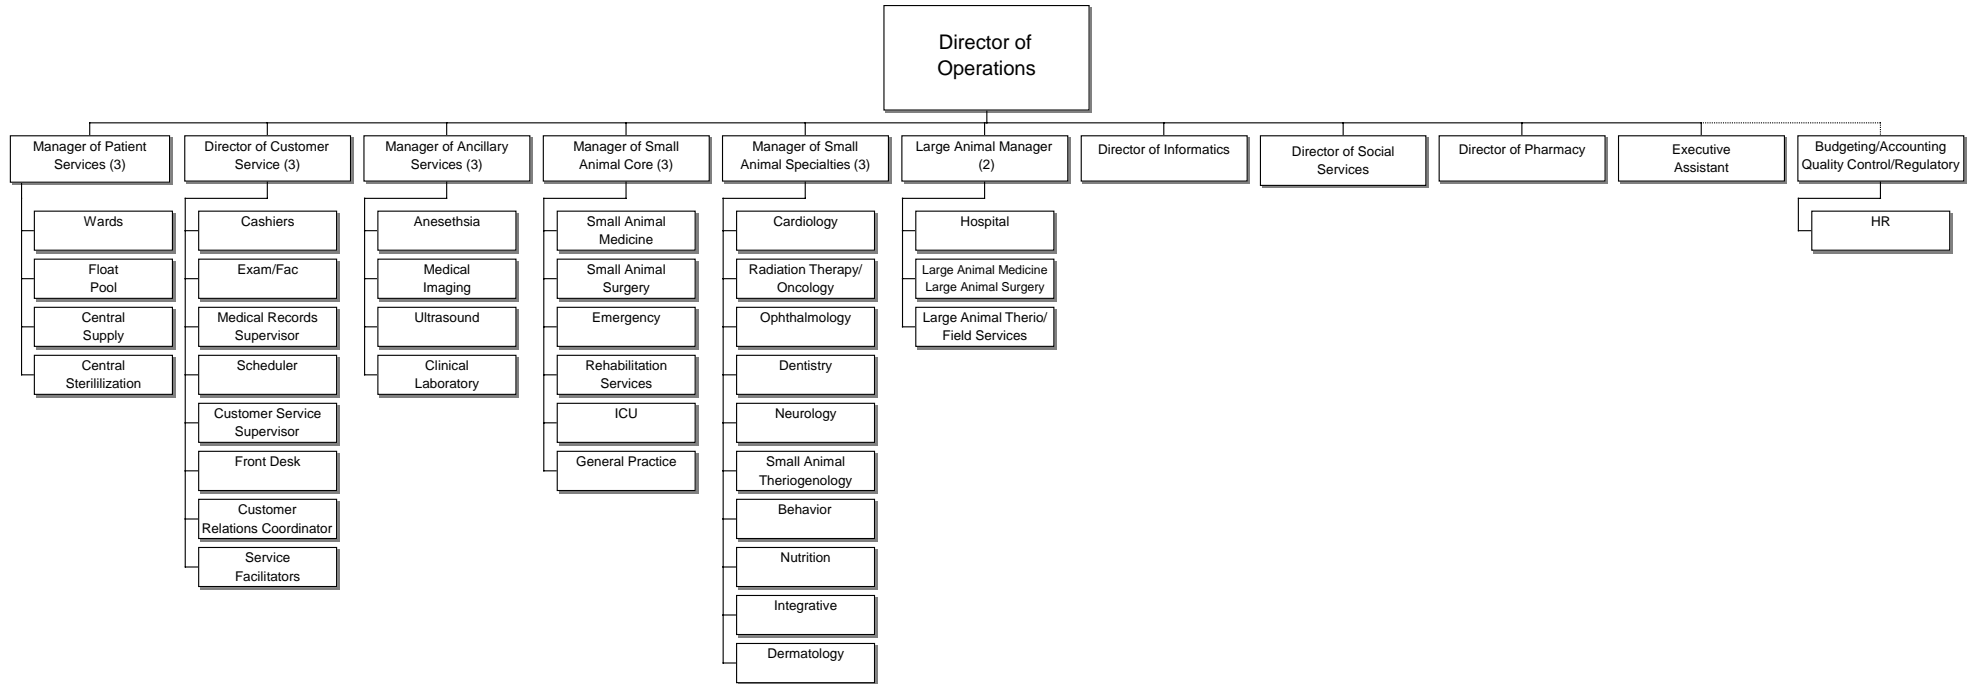 Director of
Operations
Manager of Patient
Services (3)
Director of Customer
Service (3)
Manager of Ancillary
Services (3)
Manager of Small
Animal Core (3)
Manager of Small
Animal Specialties (3)
Large Animal Manager
(2)
Director of Informatics
Director of Social
Services
Director of Pharmacy
Executive
Assistant
Budgeting/Accounting
Quality Control/Regulatory
Wards
Float
Pool
Central
Supply
Central
Sterililization
Cashiers
Exam/Fac
Medical Records
Supervisor
Scheduler
Customer Service
Supervisor
Front Desk
Customer
Relations Coordinator
Service
Facilitators
Anesethsia
Medical
Imaging
Ultrasound
Clinical
Laboratory
Small Animal
Medicine
Small Animal
Surgery
Emergency
Rehabilitation
Services
ICU
General Practice
Cardiology
Radiation Therapy/
Oncology
Ophthalmology
Dentistry
Neurology
Small Animal
Theriogenology
Behavior
Nutrition
Integrative
Dermatology
Hospital
Large Animal Medicine
Large Animal Surgery
Large Animal Therio/
Field Services
HR